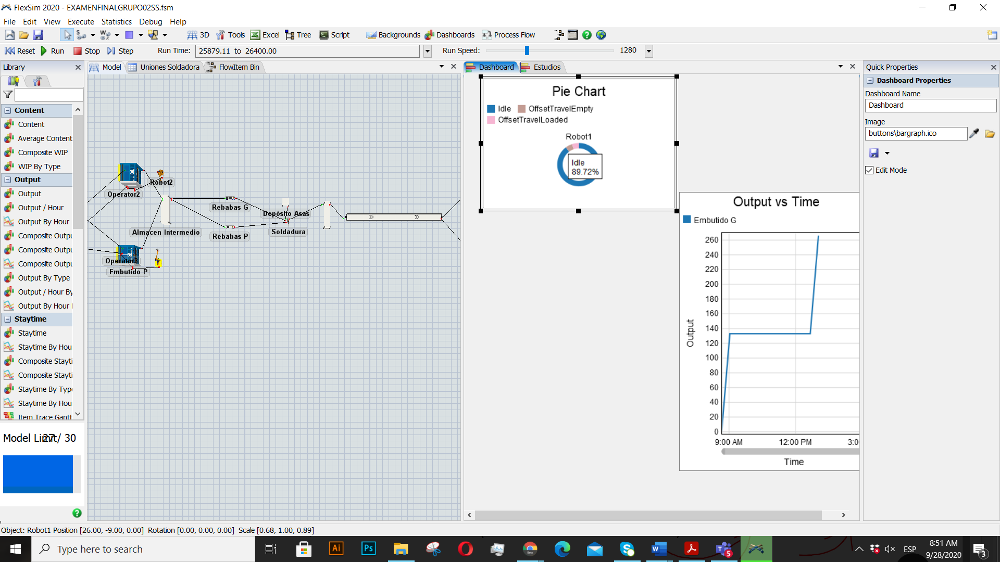 FlexSim 2020 - EXAMENFINALGRUPO02SS.fsm
File Edit View Execute Statistics Debug Help
3D Tools Excel Tree Script Backgrounds Dashboards Process Flow
Reset Run Stop Step Run Time: 25879.11 to 26400.00 Run Speed: 1280
Library
Content
Content
Average Content
Composite WIP
WIP By Type
Output
Output
Output / Hour
Output By Hour
Composite Outpu
Composite Outpu
Composite Outpu
Output By Type
Output / Hour By
Output By Hour
Staytime
Staytime
Staytime By Hou
Composite Stayti
Composite Stayti
Staytime By Type
Staytime By Hou
Item Trace Gantt
Model Limit 27 / 30
Model Uniones Soldadora FlowItem Bin
Robot2
Operator2
Rebabas G
Deposito Asas
Almacen Intermedio
Soldadura
Rebabas P
Operator3
Embutido P
Dashboard Estudios
Pie Chart
Idle OffsetTravelEmpty
OffsetTravelLoaded
Robot1
Idle
89.72%
Output vs Time
Embutido G
260
240
220
200
180
160
140
120
100
80
60
40
20
0
Output
9:00 AM 12:00 PM 3:0
Time
Quick Properties
Dashboard Properties
Dashboard Name
Dashboard
Image
buttons\bargraph.ico
Edit Mode
Object: Robot1 Position [26.00, -9.00, 0.00] Rotation [0.00, 0.00, 0.00] Scale [0.68, 1.00, 0.89]
Type here to search
Ai
Ps
5
ESP
8:51 AM
9/28/2020
3